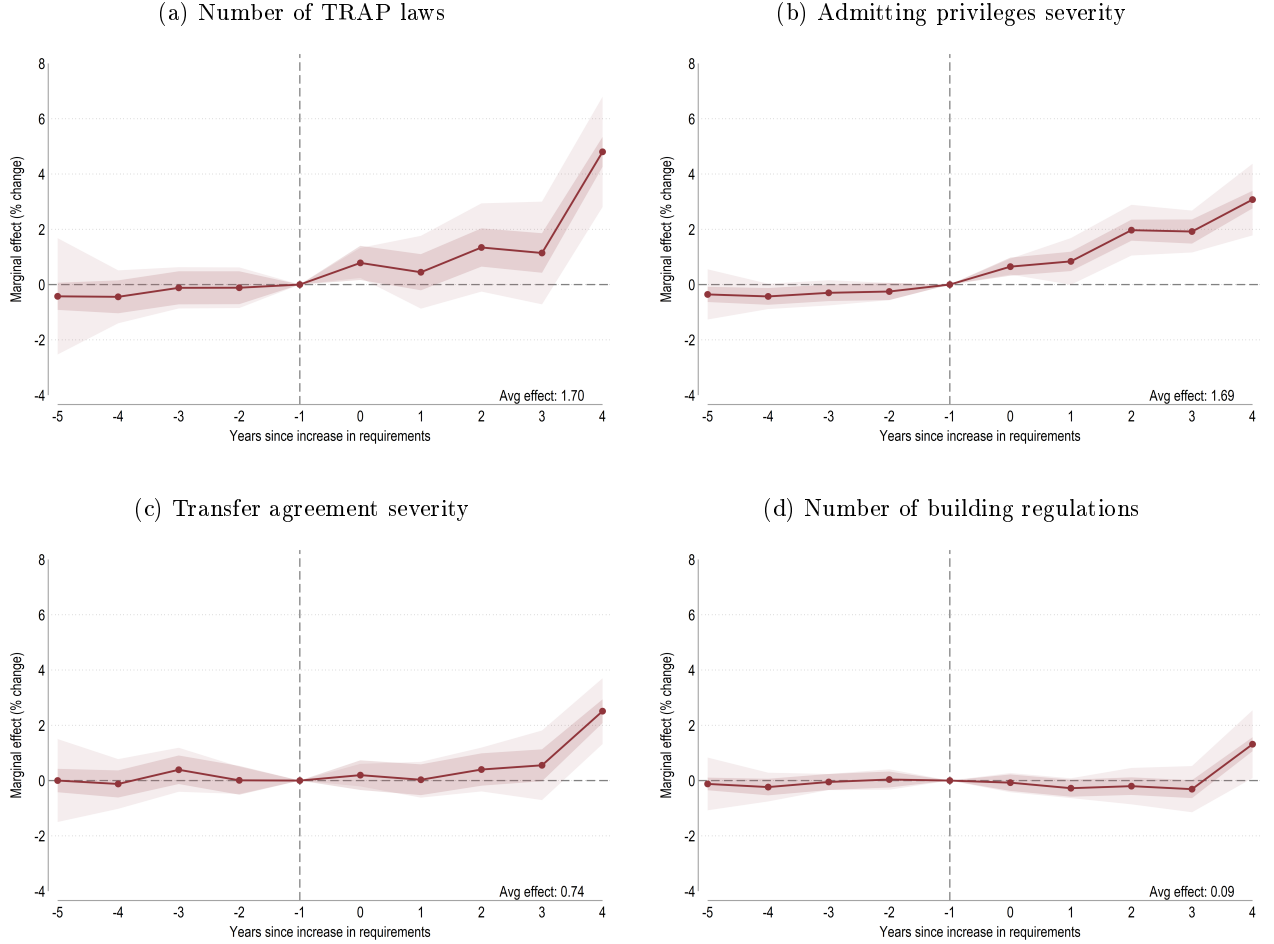 (a) Number of TRAP laws
Marginal effect (% change)
8
6
4
2
0
-2
-4
Avg effect: 1.70
-5 -4 -3 -2 -1 0 1 2 3 4
Years since increase in requirements
(b) Admitting privileges severity
Marginal effect (% change)
8
6
4
2
0
-2
-4
Avg effect: 1.69
-5 -4 -3 -2 -1 0 1 2 3 4
Years since increase in requirements
(c) Transfer agreement severity
Marginal effect (% change)
8
6
4
2
0
-2
-4
Avg effect: 0.74
-5 -4 -3 -2 -1 0 1 2 3 4
Years since increase in requirements
(d) Number of building regulations
Marginal effect (% change)
8
6
4
2
0
-2
-4
Avg effect: 0.09
-5 -4 -3 -2 -1 0 1 2 3 4
Years since increase in requirements